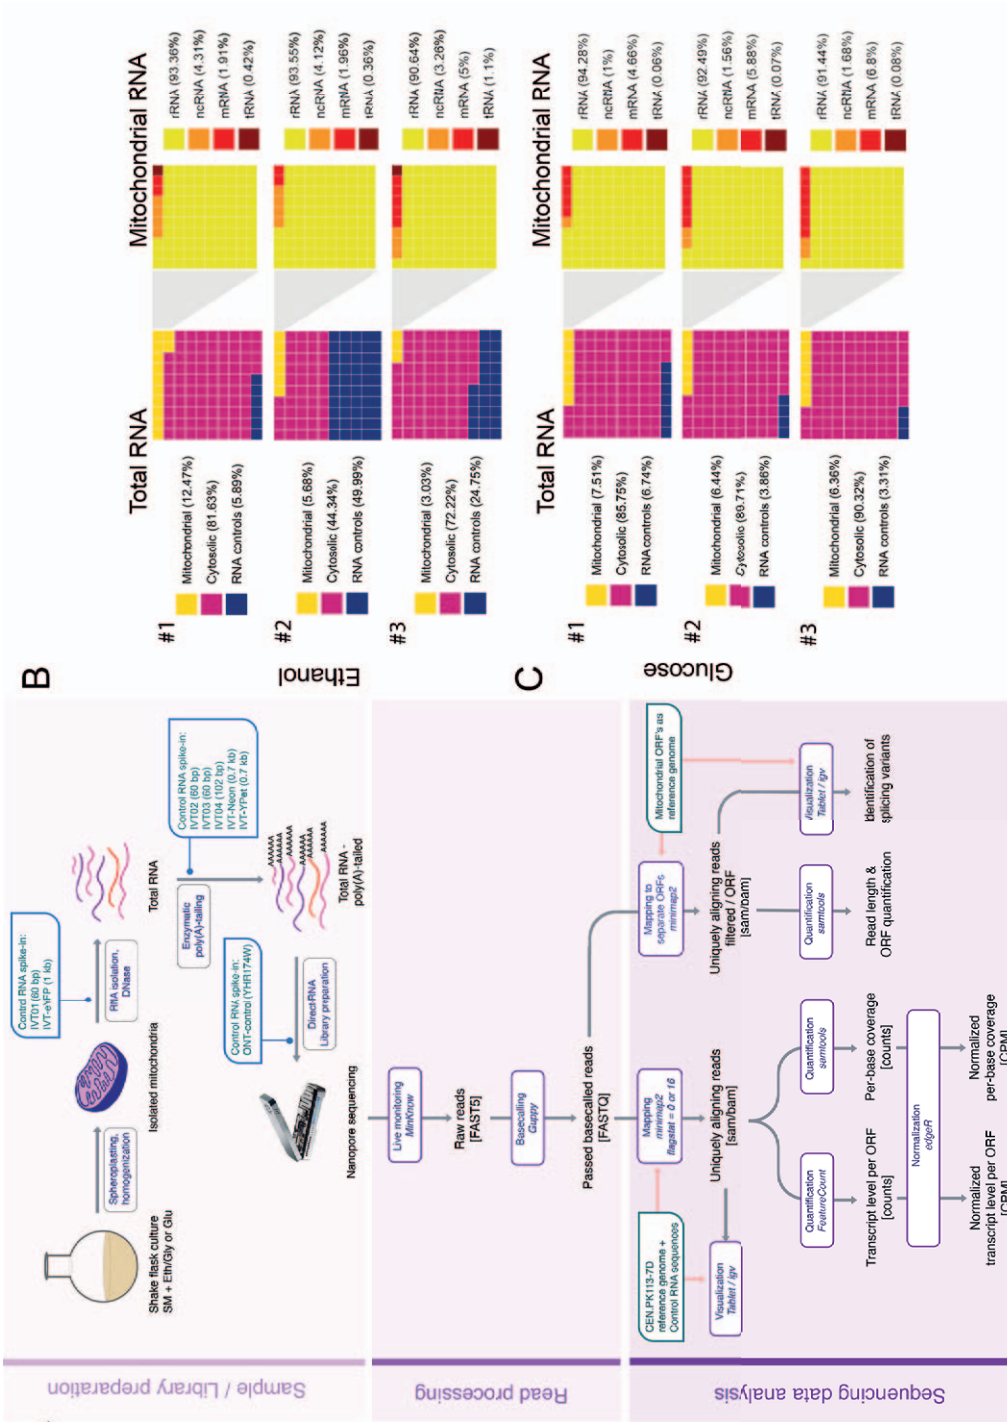 Sample / Library preparation
Shake flask culture
SM + Eth/Gly or Glu
Spheroplasting,
homogenization
Isolated mitochondria
Control RNA spike-in:
IVT01 (60 bp)
IVT-eYFP (1 kb)
RNA isolation,
DNase
Total RNA
Control RNA spike-in:
IVT02 (60 bp)
IVT03 (60 bp)
IVT04 (102 bp)
IVT-Neon (0.7 kb)
IVT-YPet (0.7 kb)
Enzymatic
poly(A)-tailing
AAAAAA
AAAAAA
AAAAAA
AAAAAA
AAAAAA
AAAAAA
Total RNA -
poly(A)-tailed
Control RNA spike-in:
ONT-control (YHR174W)
Direct-RNA
Library preparation
Nanopore sequencing
Read processing
Live monitoring
MinKnow
Raw reads
[FAST5]
Basecalling
Guppy
Passed basecalled reads
[FASTQ]
Sequencing data analysis
CEN.PK113-7D
reference genome +
Control RNA sequences
Mapping
minimap2
flagstat = 0 or 16
Mapping to
separate ORFs
minimap2
Mitochondrial ORF's as
reference genome
Visualization
Tablet / igv
Uniquely aligning reads
[sam/bam]
Uniquely aligning reads
filtered / ORF
[sam/bam]
Quantification
FeatureCount
Quantification
samtools
Quantification
samtools
Visualization
Tablet / igv
Transcript level per ORF
[counts]
Per-base coverage
[counts]
Read length &
ORF quantification
Identification of
splicing variants
Normalization
edgeR
Normalized
transcript level per ORF
[CPM]
Normalized
per-base coverage
[CPM]
B
Ethanol
Total RNA
Mitochondrial RNA
#1
Mitochondrial (12.47%)
Cytosolic (81.63%)
RNA controls (5.89%)
rRNA (93.36%)
ncRNA (4.31%)
mRNA (1.91%)
tRNA (0.42%)
#2
Mitochondrial (5.68%)
Cytosolic (44.34%)
RNA controls (49.99%)
rRNA (93.55%)
ncRNA (4.12%)
mRNA (1.96%)
tRNA (0.36%)
#3
Mitochondrial (3.03%)
Cytosolic (72.22%)
RNA controls (24.75%)
rRNA (90.64%)
ncRNA (3.26%)
mRNA (5%)
tRNA (1.1%)
C
Glucose
Total RNA
Mitochondrial RNA
#1
Mitochondrial (7.51%)
Cytosolic (85.75%)
RNA controls (6.74%)
rRNA (94.28%)
ncRNA (1%)
mRNA (4.66%)
tRNA (0.06%)
#2
Mitochondrial (6.44%)
Cytosolic (89.71%)
RNA controls (3.86%)
rRNA (92.49%)
ncRNA (1.56%)
mRNA (5.88%)
tRNA (0.07%)
#3
Mitochondrial (6.36%)
Cytosolic (90.32%)
RNA controls (3.31%)
rRNA (91.44%)
ncRNA (1.68%)
mRNA (6.8%)
tRNA (0.08%)